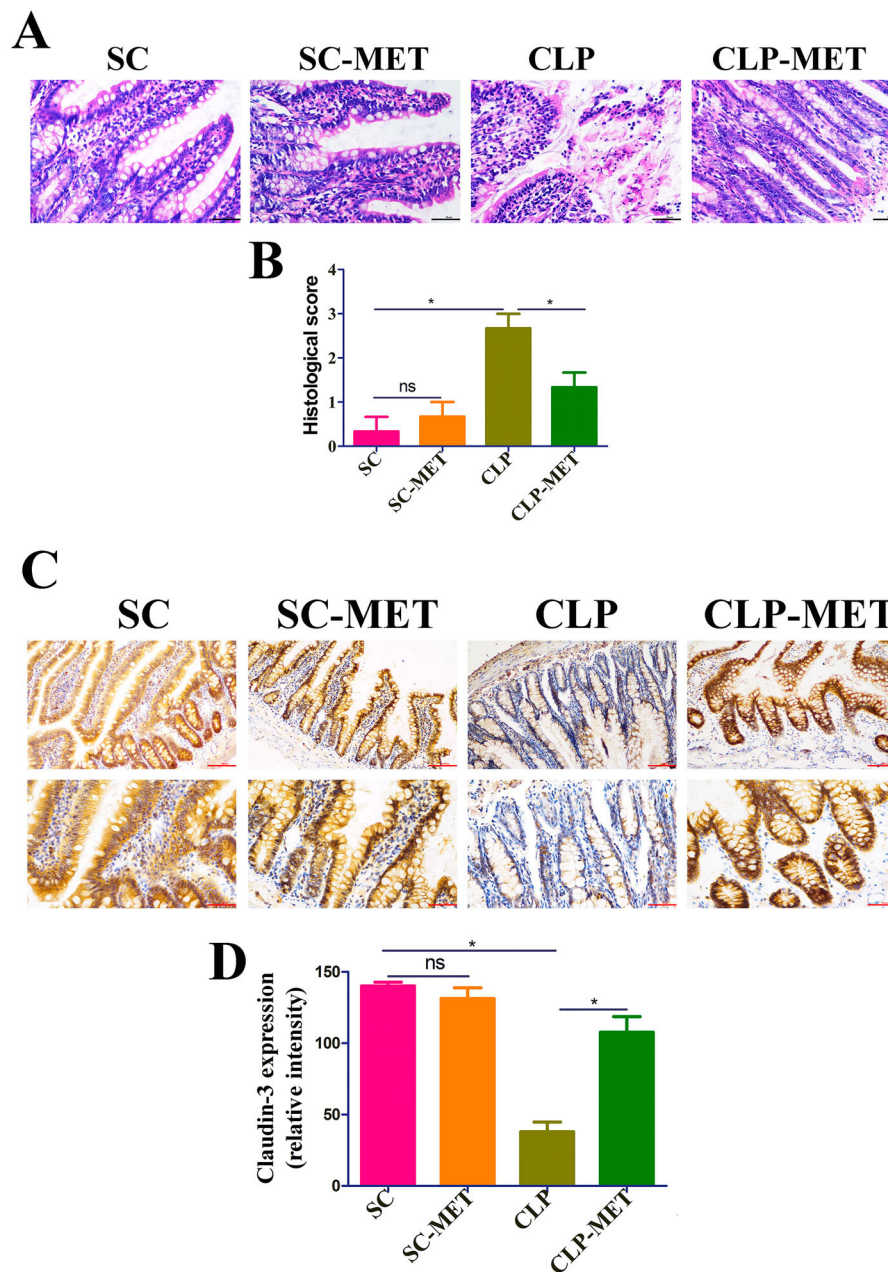 A
SC
SC-MET
CLP
CLP-MET
B
Histological score
4
3
2
1
0
*
*
ns
SC
SC-MET
CLP
CLP-MET
C
SC
SC-MET
CLP
CLP-MET
D
Claudin-3 expression
(relative intensity)
150
100
50
0
*
ns
*
SC
SC-MET
CLP
CLP-MET